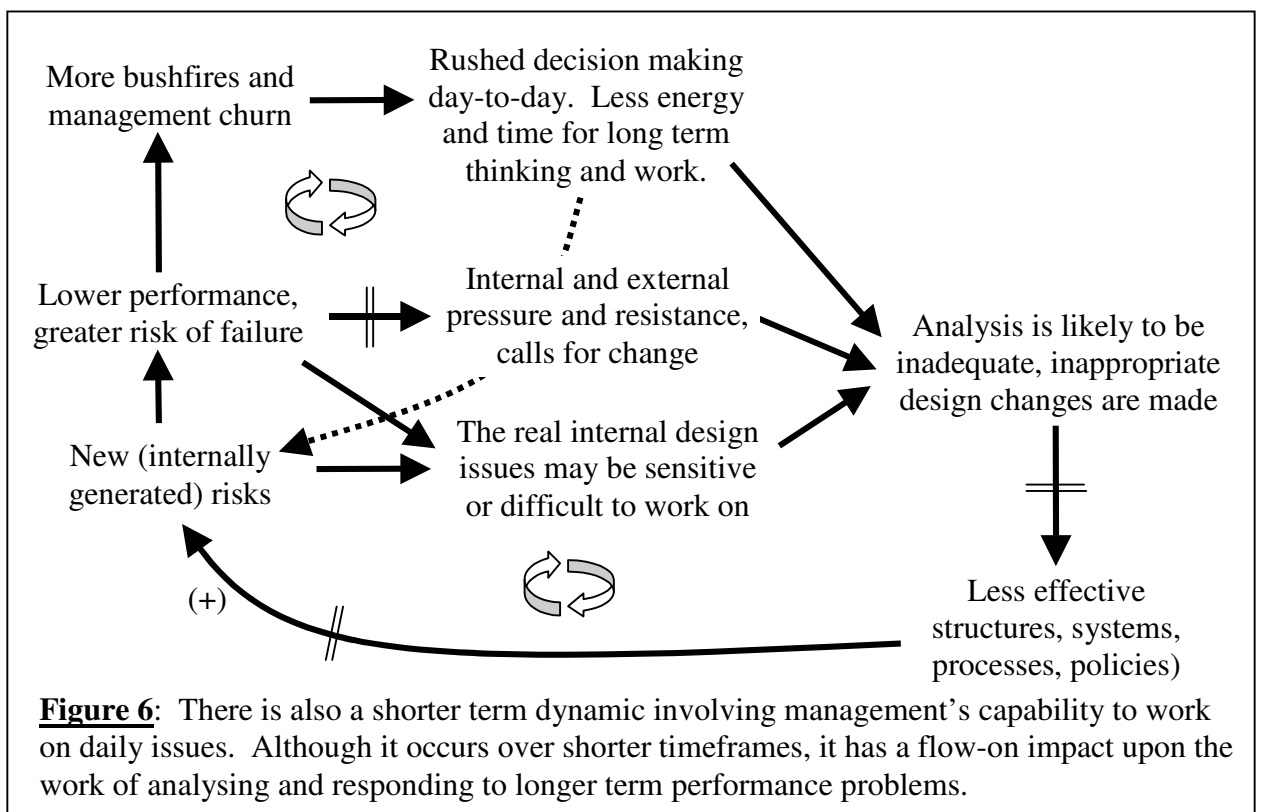 More bushfires and
management churn
Rushed decision making
day-to-day.  Less energy
and time for long term
thinking and work.
Lower performance,
greater risk of failure
Internal and external
pressure and resistance,
calls for change
Analysis is likely to be
inadequate, inappropriate
design changes are made
New (internally
generated) risks
The real internal design
issues may be sensitive
or difficult to work on
(+)
Less effective
structures, systems,
processes, policies)
Figure 6:  There is also a shorter term dynamic involving management’s capability to work
on daily issues.  Although it occurs over shorter timeframes, it has a flow-on impact upon the
work of analysing and responding to longer term performance problems.